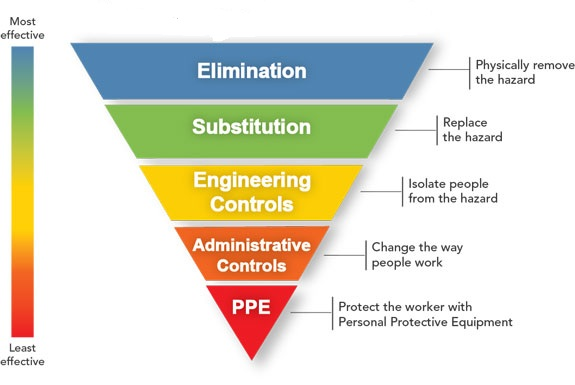 Most
effective
Elimination
Physically remove
the hazard
Substitution
Replace
the hazard
Engineering
Controls
Isolate people
from the hazard
Administrative
Controls
Change the way
people work
PPE
Protect the worker with
Personal Protective Equipment
Least
effective